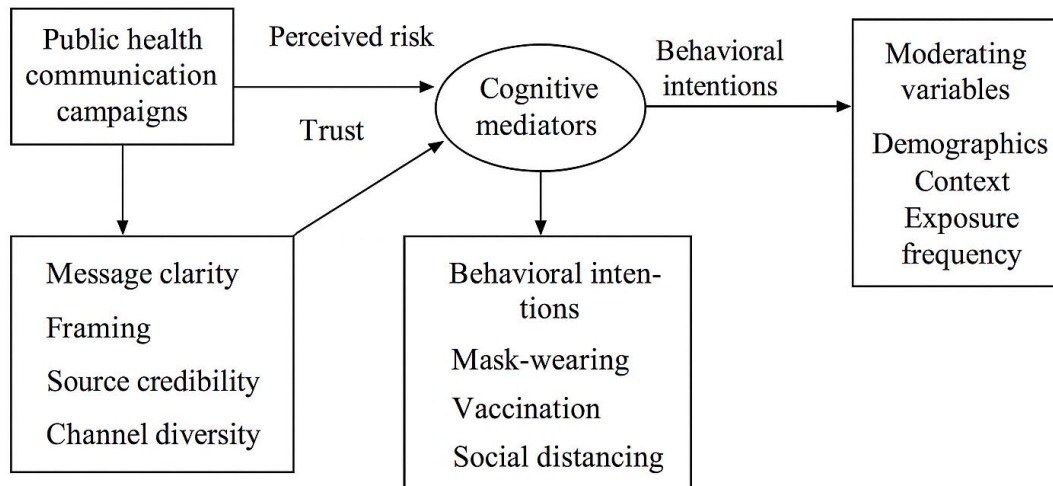 Public health
communication
campaigns
Perceived risk
Trust
Cognitive
mediators
Behavioral
intentions
Moderating
variables
Demographics
Context
Exposure
frequency
Message clarity
Framing
Source credibility
Channel diversity
Behavioral inten-
tions
Mask-wearing
Vaccination
Social distancing